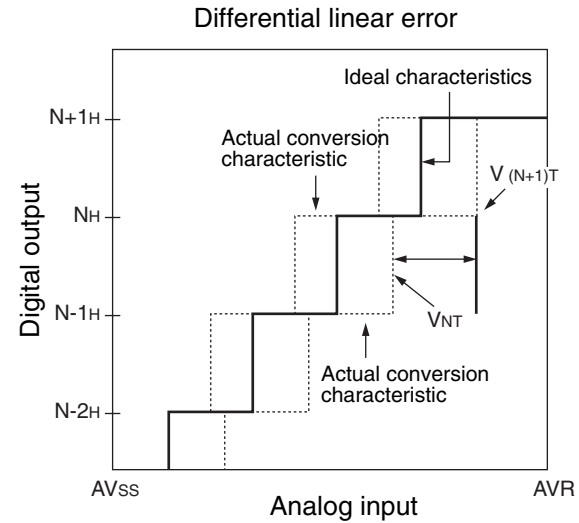 Differential linear error
Ideal characteristics
N+1H
Actual conversion
characteristic
V (N+1)T
NH
Digital output
N-1H
VNT
Actual conversion
characteristic
N-2H
AVSS
AVR
Analog input